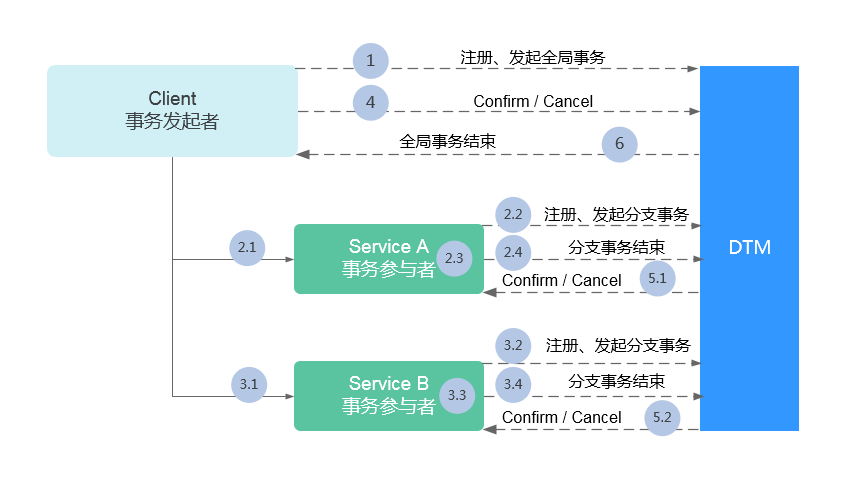 1
注册、发起全局事务
Client
事务发起者
4
Confirm / Cancel
全局事务结束
6
2.2
注册、发起分支事务
2.1
Service A
事务参与者
2.3
2.4
分支事务结束
DTM
Confirm / Cancel
5.1
3.2
注册、发起分支事务
3.1
Service B
事务参与者
3.3
3.4
分支事务结束
Confirm / Cancel
5.2